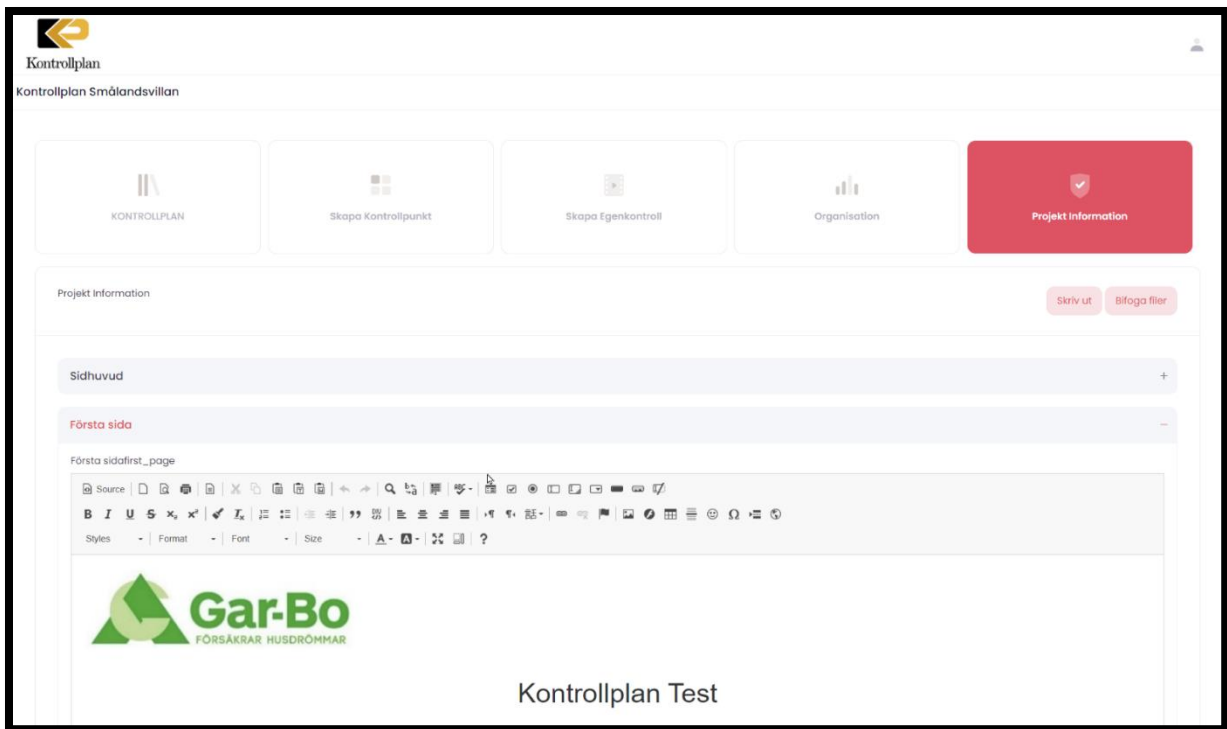 Kontrollplan
Kontrollplan Smålandsvillan
KONTROLLPLAN
Skapa Kontrollpunkt
Skapa Egenkontroll
Organisation
Projekt Information
Projekt Information
Skriv ut
Bifoga filer
Sidhuvud
Första sida
Första sidafirst_page
Source
Styles
Format
Font
Size
Gar-Bo
FÖRSÄKRAR HUSDRÖMMAR
Kontrollplan Test